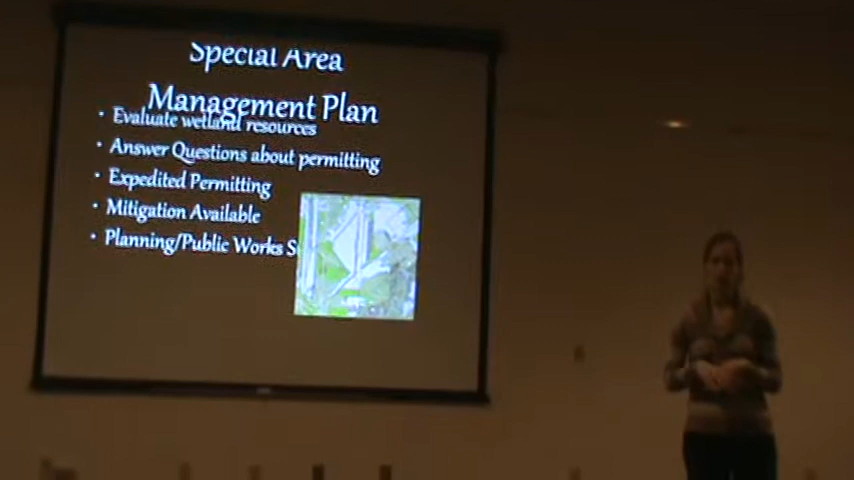 Special Area
Management Plan
• Evaluate wetland resources
• Answer Questions about permitting
• Expedited Permitting
• Mitigation Available
• Planning/Public Works